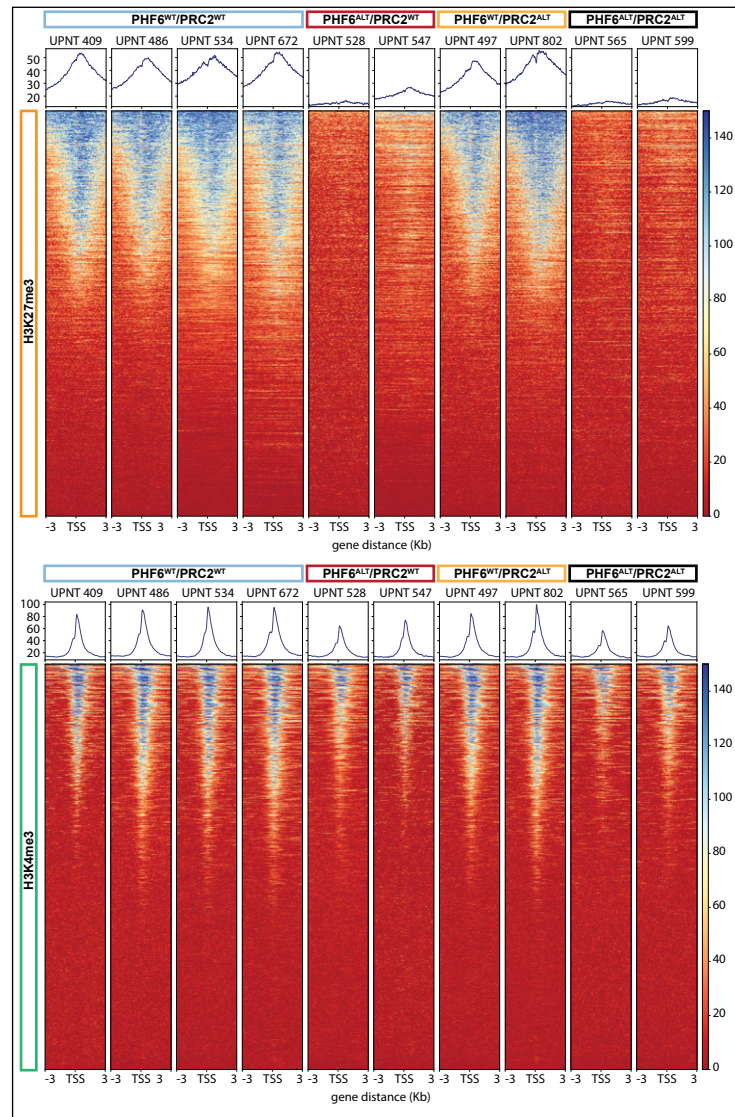 PHF6ᵂᵀ/PRC2ᵂᵀ PHF6ᴬᴸᵀ/PRC2ᵂᵀ PHF6ᵂᵀ/PRC2ᴬᴸᵀ PHF6ᴬᴸᵀ/PRC2ᴬᴸᵀ
UPNT 409 UPNT 486 UPNT 534 UPNT 672 UPNT 528 UPNT 547 UPNT 497 UPNT 802 UPNT 565 UPNT 599
50
40
30
20
H3K27me3
140
120
100
80
60
40
20
0
-3 TSS 3 -3 TSS 3 -3 TSS 3 -3 TSS 3 -3 TSS 3 -3 TSS 3 -3 TSS 3 -3 TSS 3 -3 TSS 3 -3 TSS 3
gene distance (Kb)
PHF6ᵂᵀ/PRC2ᵂᵀ PHF6ᴬᴸᵀ/PRC2ᵂᵀ PHF6ᵂᵀ/PRC2ᴬᴸᵀ PHF6ᴬᴸᵀ/PRC2ᴬᴸᵀ
UPNT 409 UPNT 486 UPNT 534 UPNT 672 UPNT 528 UPNT 547 UPNT 497 UPNT 802 UPNT 565 UPNT 599
100
80
60
40
20
H3K4me3
140
120
100
80
60
40
20
0
-3 TSS 3 -3 TSS 3 -3 TSS 3 -3 TSS 3 -3 TSS 3 -3 TSS 3 -3 TSS 3 -3 TSS 3 -3 TSS 3 -3 TSS 3
gene distance (Kb)